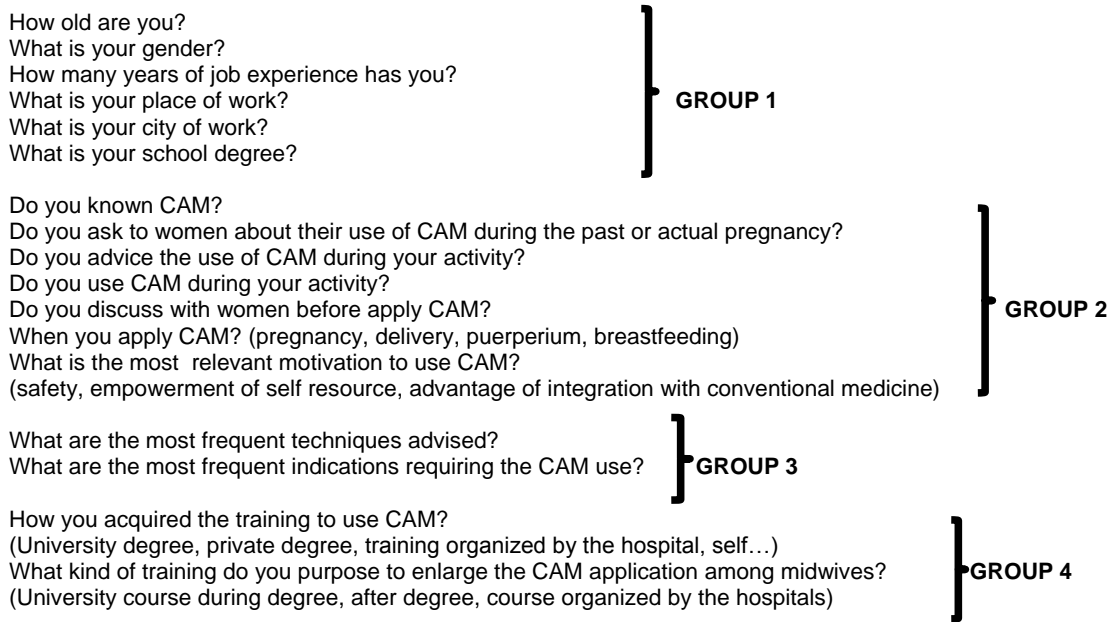 How old are you?
What is your gender?
How many years of job experience has you?
What is your place of work?
What is your city of work?
What is your school degree?
GROUP 1
Do you known CAM?
Do you ask to women about their use of CAM during the past or actual pregnancy?
Do you advice the use of CAM during your activity?
Do you use CAM during your activity?
Do you discuss with women before apply CAM?
When you apply CAM? (pregnancy, delivery, puerperium, breastfeeding)
What is the most relevant motivation to use CAM?
(safety, empowerment of self resource, advantage of integration with conventional medicine)
GROUP 2
What are the most frequent techniques advised?
What are the most frequent indications requiring the CAM use?
GROUP 3
How you acquired the training to use CAM?
(University degree, private degree, training organized by the hospital, self…)
What kind of training do you purpose to enlarge the CAM application among midwives?
(University course during degree, after degree, course organized by the hospitals)
GROUP 4